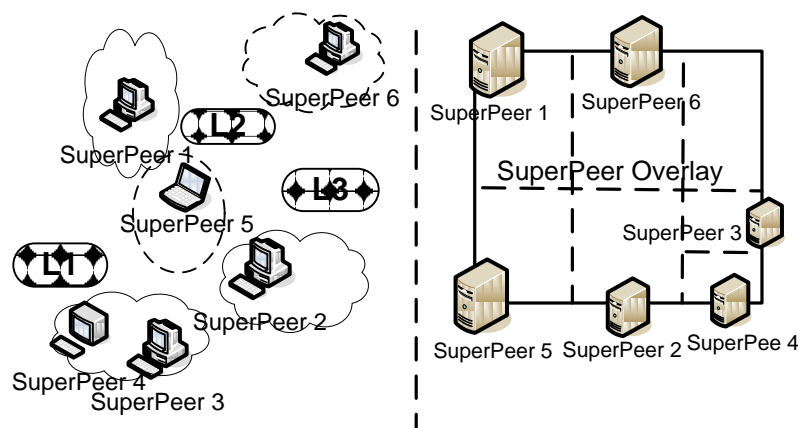 SuperPeer 6
SuperPeer 1
L2
L3
SuperPeer 5
L1
SuperPeer 2
SuperPeer 4
SuperPeer 3
SuperPeer 1
SuperPeer 6
SuperPeer Overlay
SuperPeer 3
SuperPeer 5
SuperPeer 2
SuperPee 4